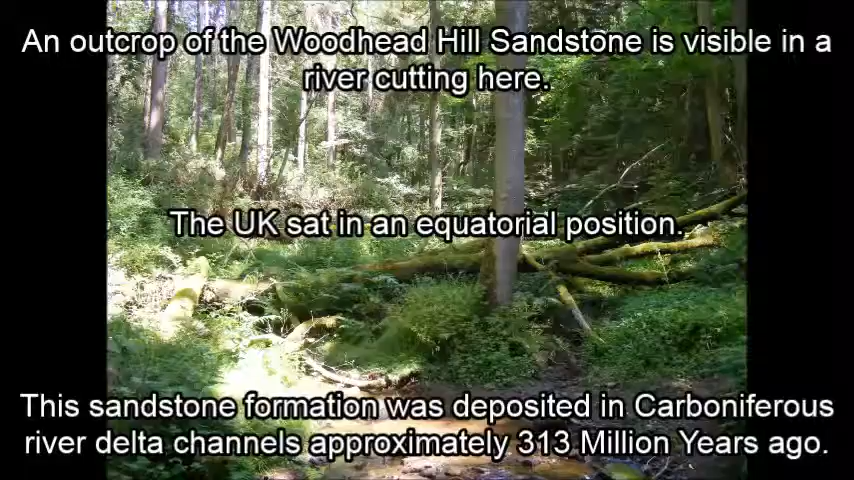 An outcrop of the Woodhead Hill Sandstone is visible in a
river cutting here.
The UK sat in an equatorial position.
This sandstone formation was deposited in Carboniferous
river delta channels approximately 313 Million Years ago.